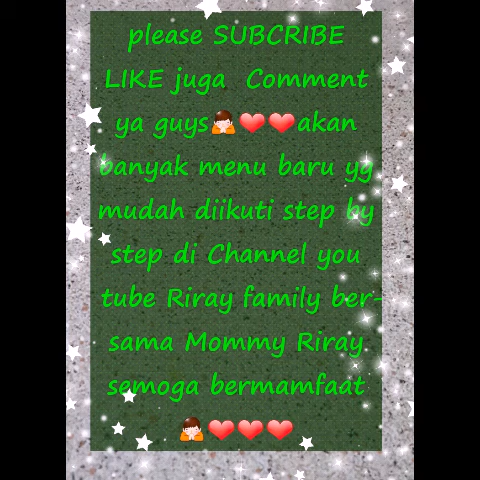 please SUBCRIBE
LIKE juga Comment
ya guys🙇❤❤akan
banyak menu baru yg
mudah diikuti step by
step di Channel you
tube Riray family ber-
sama Mommy Riray
semoga bermamfaat
🙇❤❤❤